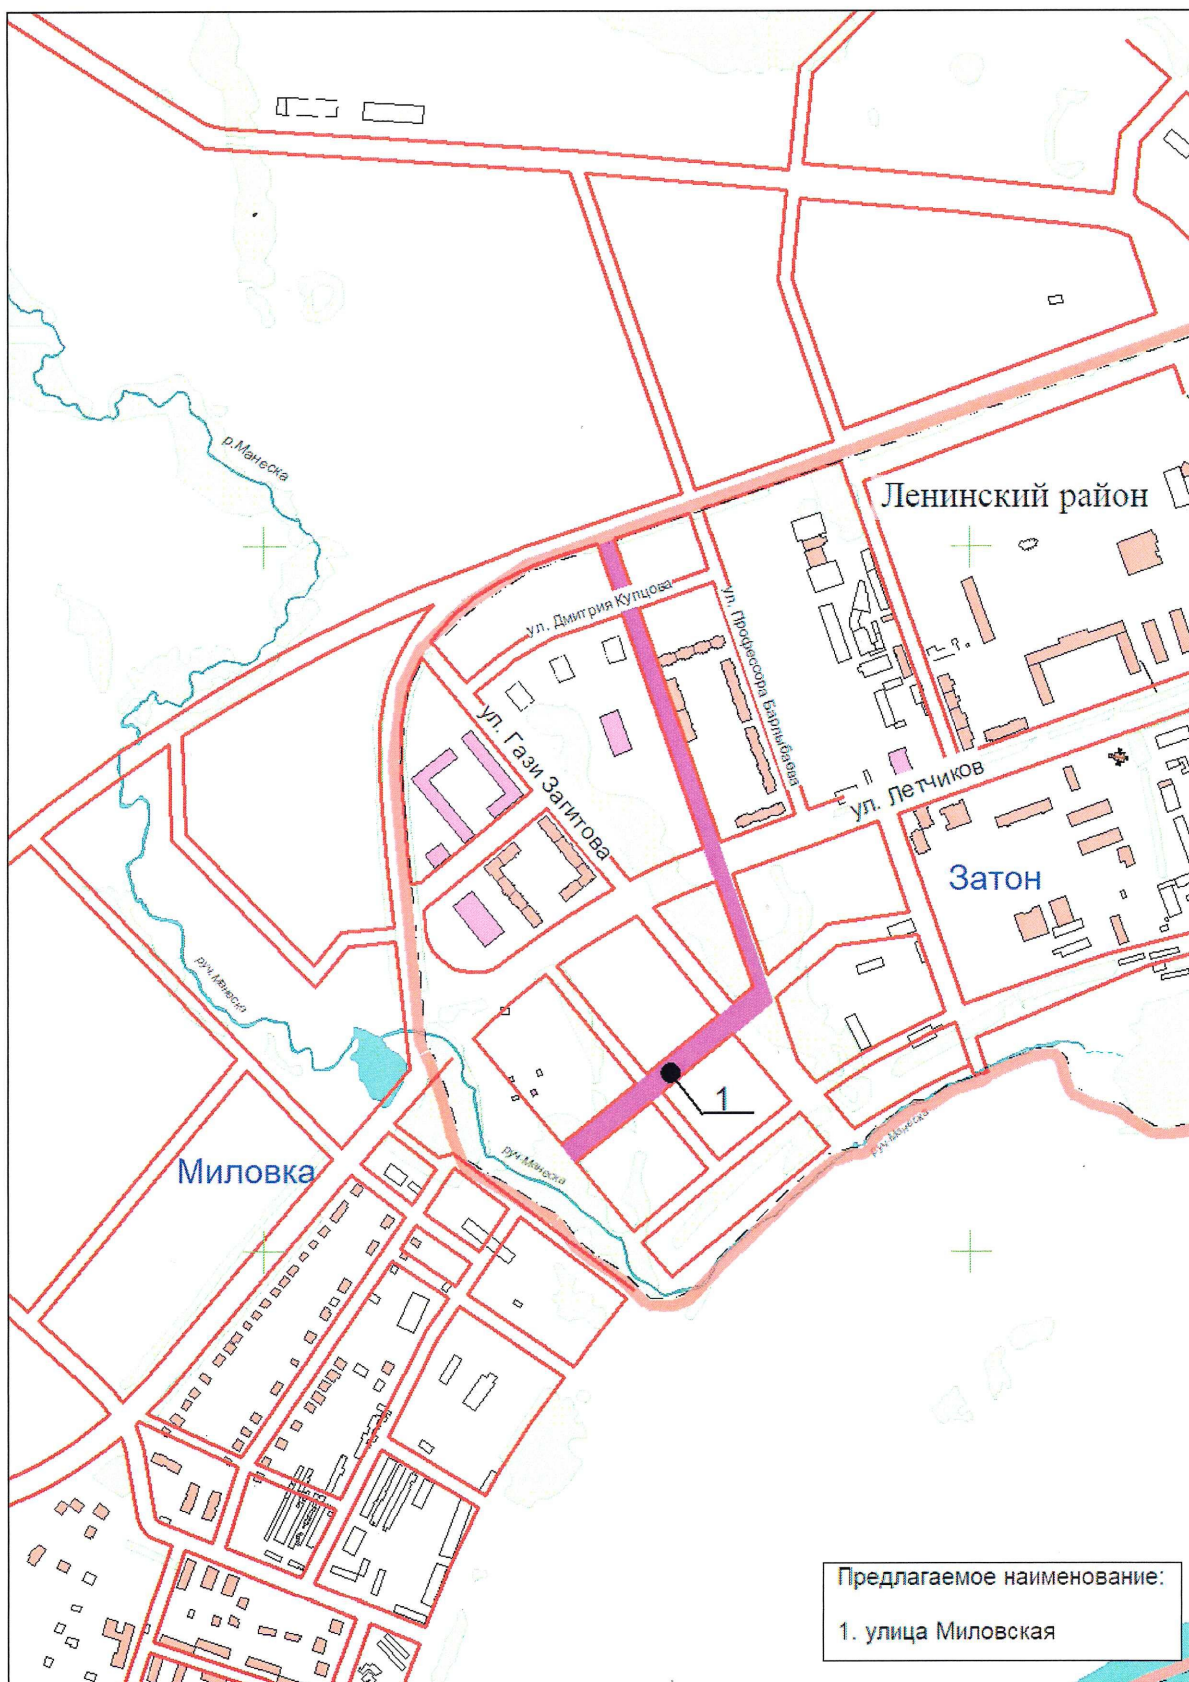 р.Манеска
Ленинский район
ул. Дмитрия Купцова
ул. Профессора Барлыбаева
ул. Гази Загитова
ул. Летчиков
Затон
руч.Манеска
1
руч.Манеска
руч.Манеска
Миловка
Предлагаемое наименование:
1. улица Миловская